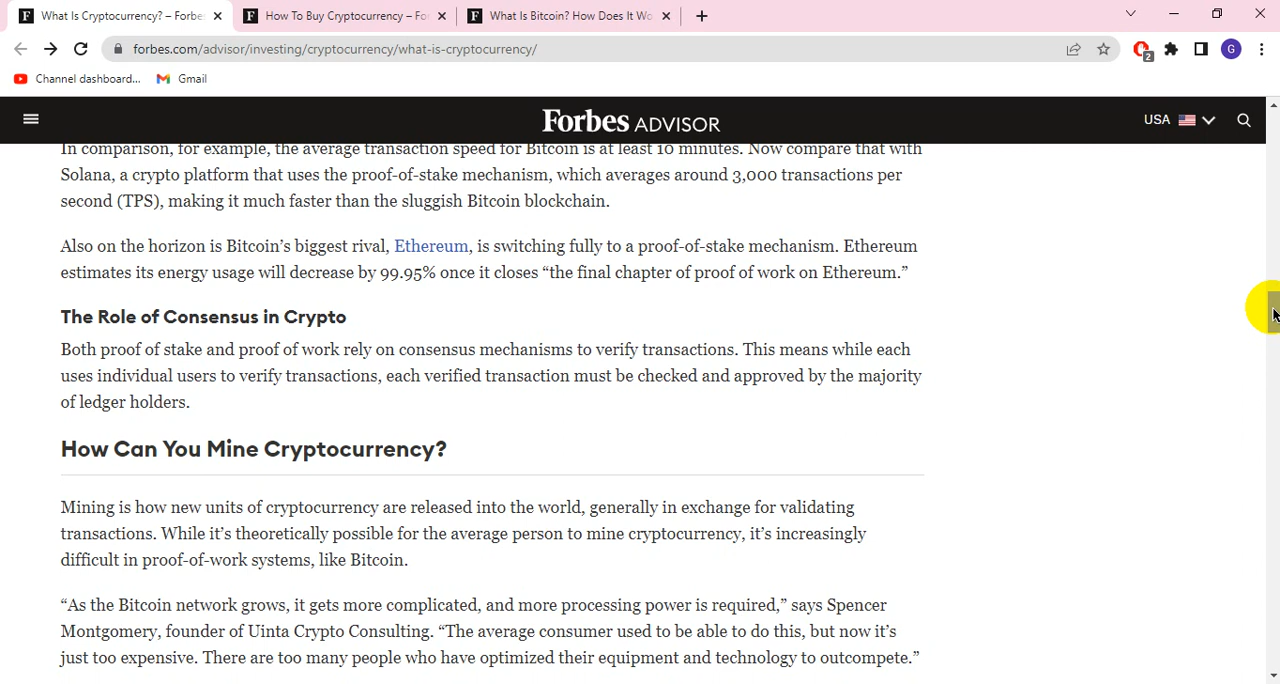 What Is Cryptocurrency? – Forbe
How To Buy Cryptocurrency – Fo
What Is Bitcoin? How Does It Wo
forbes.com/advisor/investing/cryptocurrency/what-is-cryptocurrency/
2
G
Channel dashboard...
Gmail
Forbes ADVISOR
USA
In comparison, for example, the average transaction speed for Bitcoin is at least 10 minutes. Now compare that with
Solana, a crypto platform that uses the proof-of-stake mechanism, which averages around 3,000 transactions per
second (TPS), making it much faster than the sluggish Bitcoin blockchain.
Also on the horizon is Bitcoin’s biggest rival, Ethereum, is switching fully to a proof-of-stake mechanism. Ethereum
estimates its energy usage will decrease by 99.95% once it closes “the final chapter of proof of work on Ethereum.”
The Role of Consensus in Crypto
Both proof of stake and proof of work rely on consensus mechanisms to verify transactions. This means while each
uses individual users to verify transactions, each verified transaction must be checked and approved by the majority
of ledger holders.
How Can You Mine Cryptocurrency?
Mining is how new units of cryptocurrency are released into the world, generally in exchange for validating
transactions. While it’s theoretically possible for the average person to mine cryptocurrency, it’s increasingly
difficult in proof-of-work systems, like Bitcoin.
“As the Bitcoin network grows, it gets more complicated, and more processing power is required,” says Spencer
Montgomery, founder of Uinta Crypto Consulting. “The average consumer used to be able to do this, but now it’s
just too expensive. There are too many people who have optimized their equipment and technology to outcompete.”